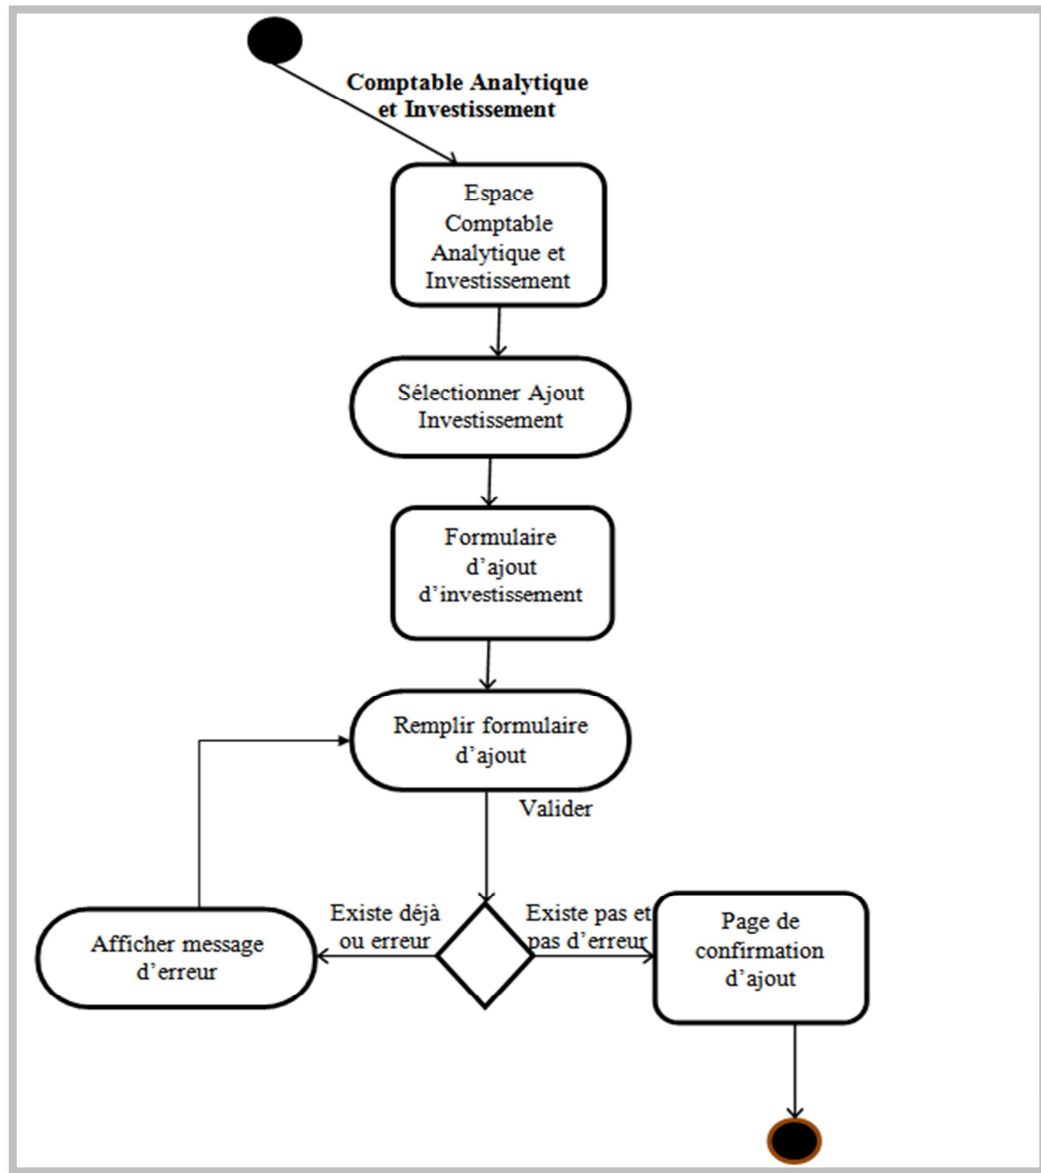 Comptable Analytique
et Investissement
Espace
Comptable
Analytique et
Investissement
Sélectionner Ajout
Investissement
Formulaire
d’ajout
d’investissement
Remplir formulaire
d’ajout
Valider
Existe déjà
ou erreur
Existe pas et
pas d’erreur
Afficher message
d’erreur
Page de
confirmation
d’ajout